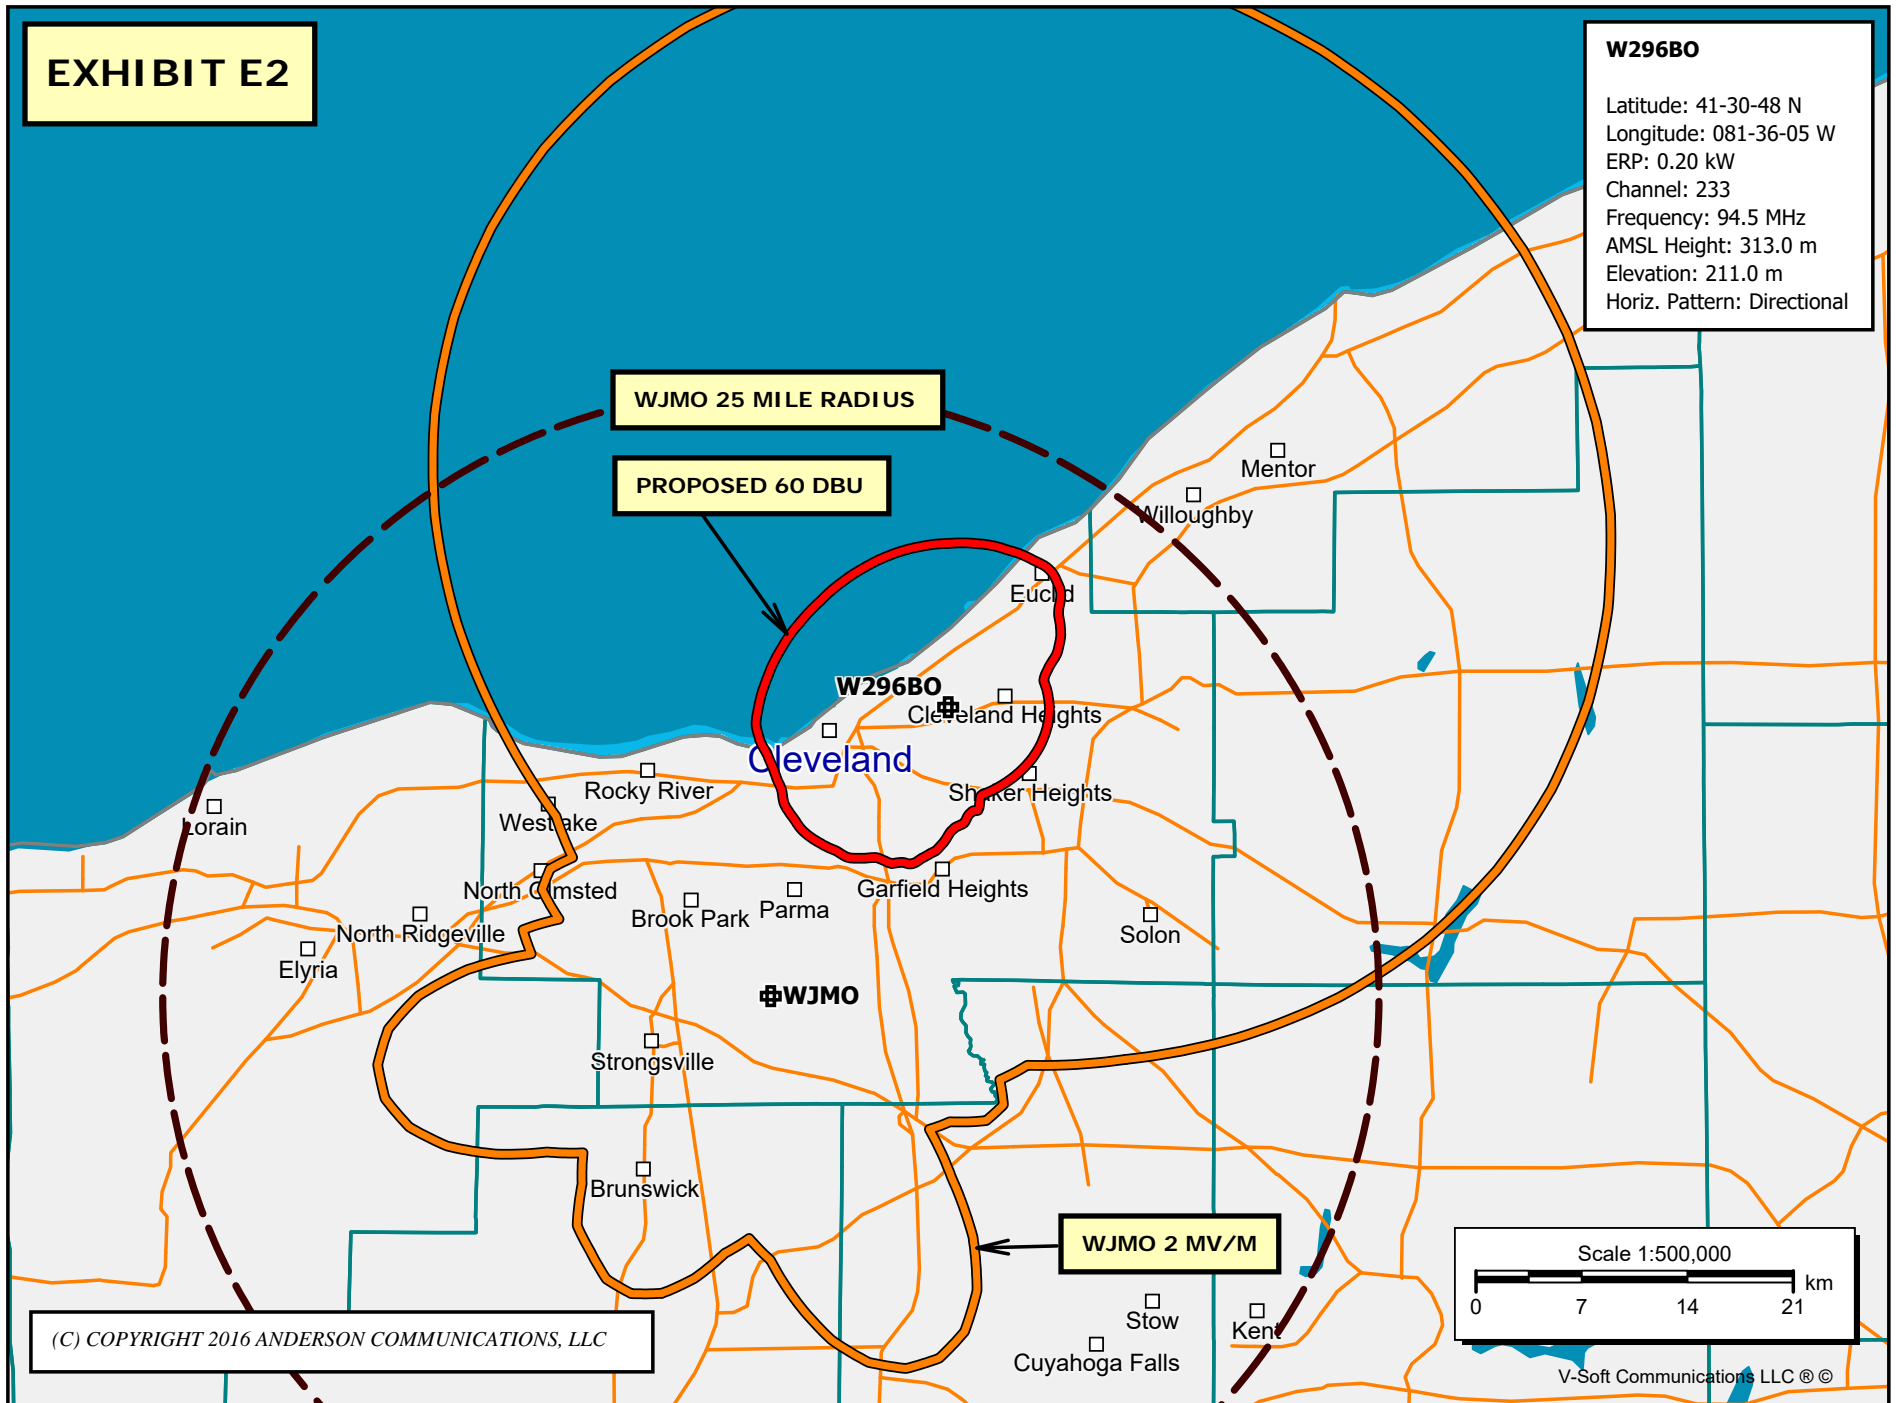 EXHIBIT E2
W296BO
Latitude: 41-30-48 N
Longitude: 081-36-05 W
ERP: 0.20 kW
Channel: 233
Frequency: 94.5 MHz
AMSL Height: 313.0 m
Elevation: 211.0 m
Horiz. Pattern: Directional
WJMO 25 MILE RADIUS
PROPOSED 60 DBU
Mentor
Willoughby
Euclid
W296BO
Cleveland Heights
Cleveland
Rocky River
Shaker Heights
Lorain
Westlake
North Olmsted
Garfield Heights
Brook Park
Parma
North Ridgeville
Solon
Elyria
WJMO
Strongsville
Brunswick
WJMO 2 MV/M
Stow
Kent
Cuyahoga Falls
Scale 1:500,000
km
0 7 14 21
(C) COPYRIGHT 2016 ANDERSON COMMUNICATIONS, LLC
V-Soft Communications LLC ® ©